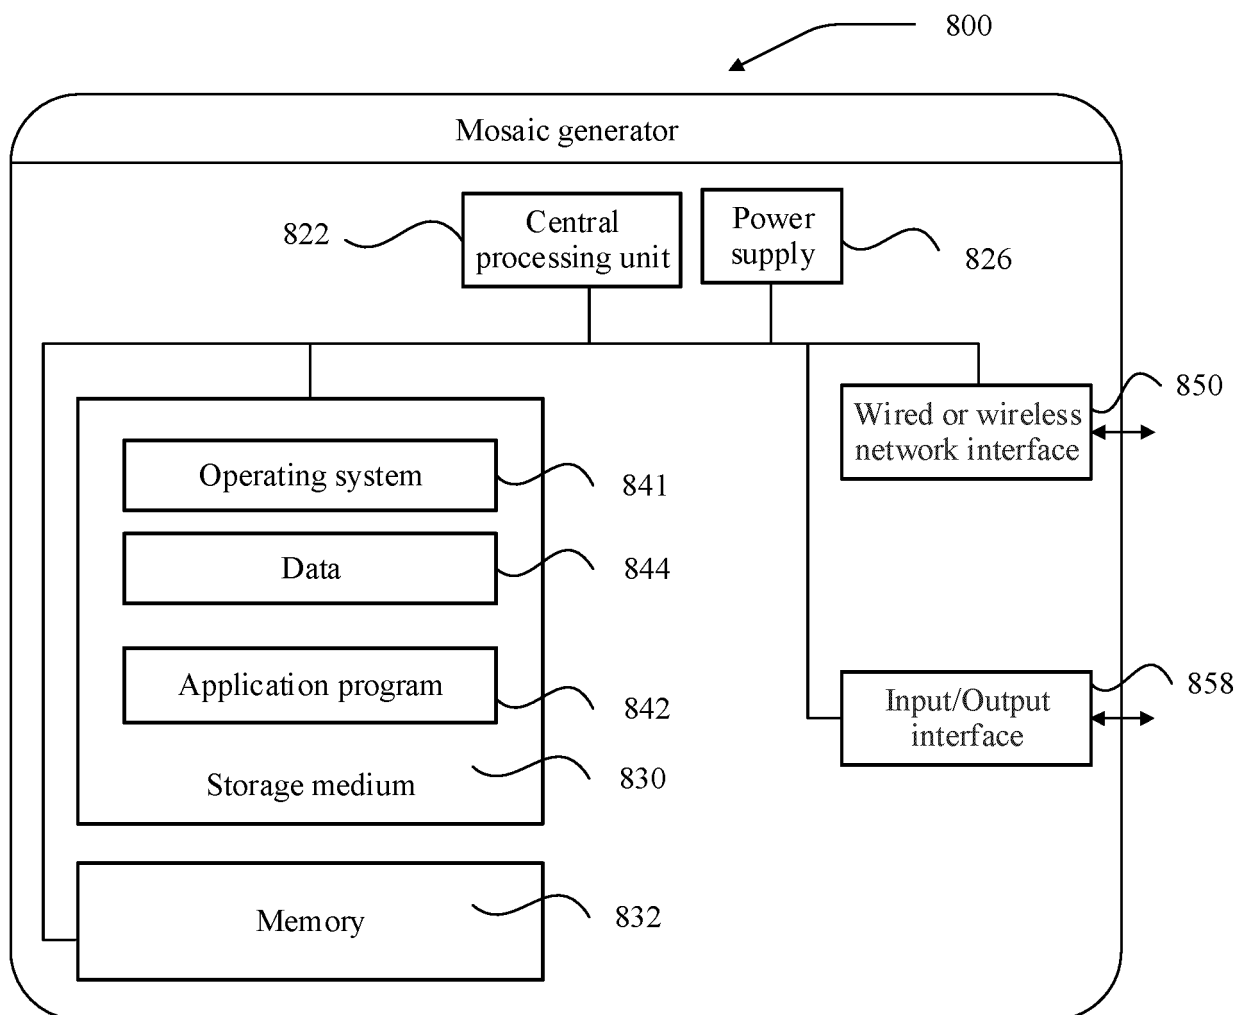 800
Mosaic generator
822
Central
processing unit
Power
supply
826
Wired or wireless
network interface
850
Operating system
841
Data
844
Application program
842
Storage medium
830
Input/Output
interface
858
Memory
832